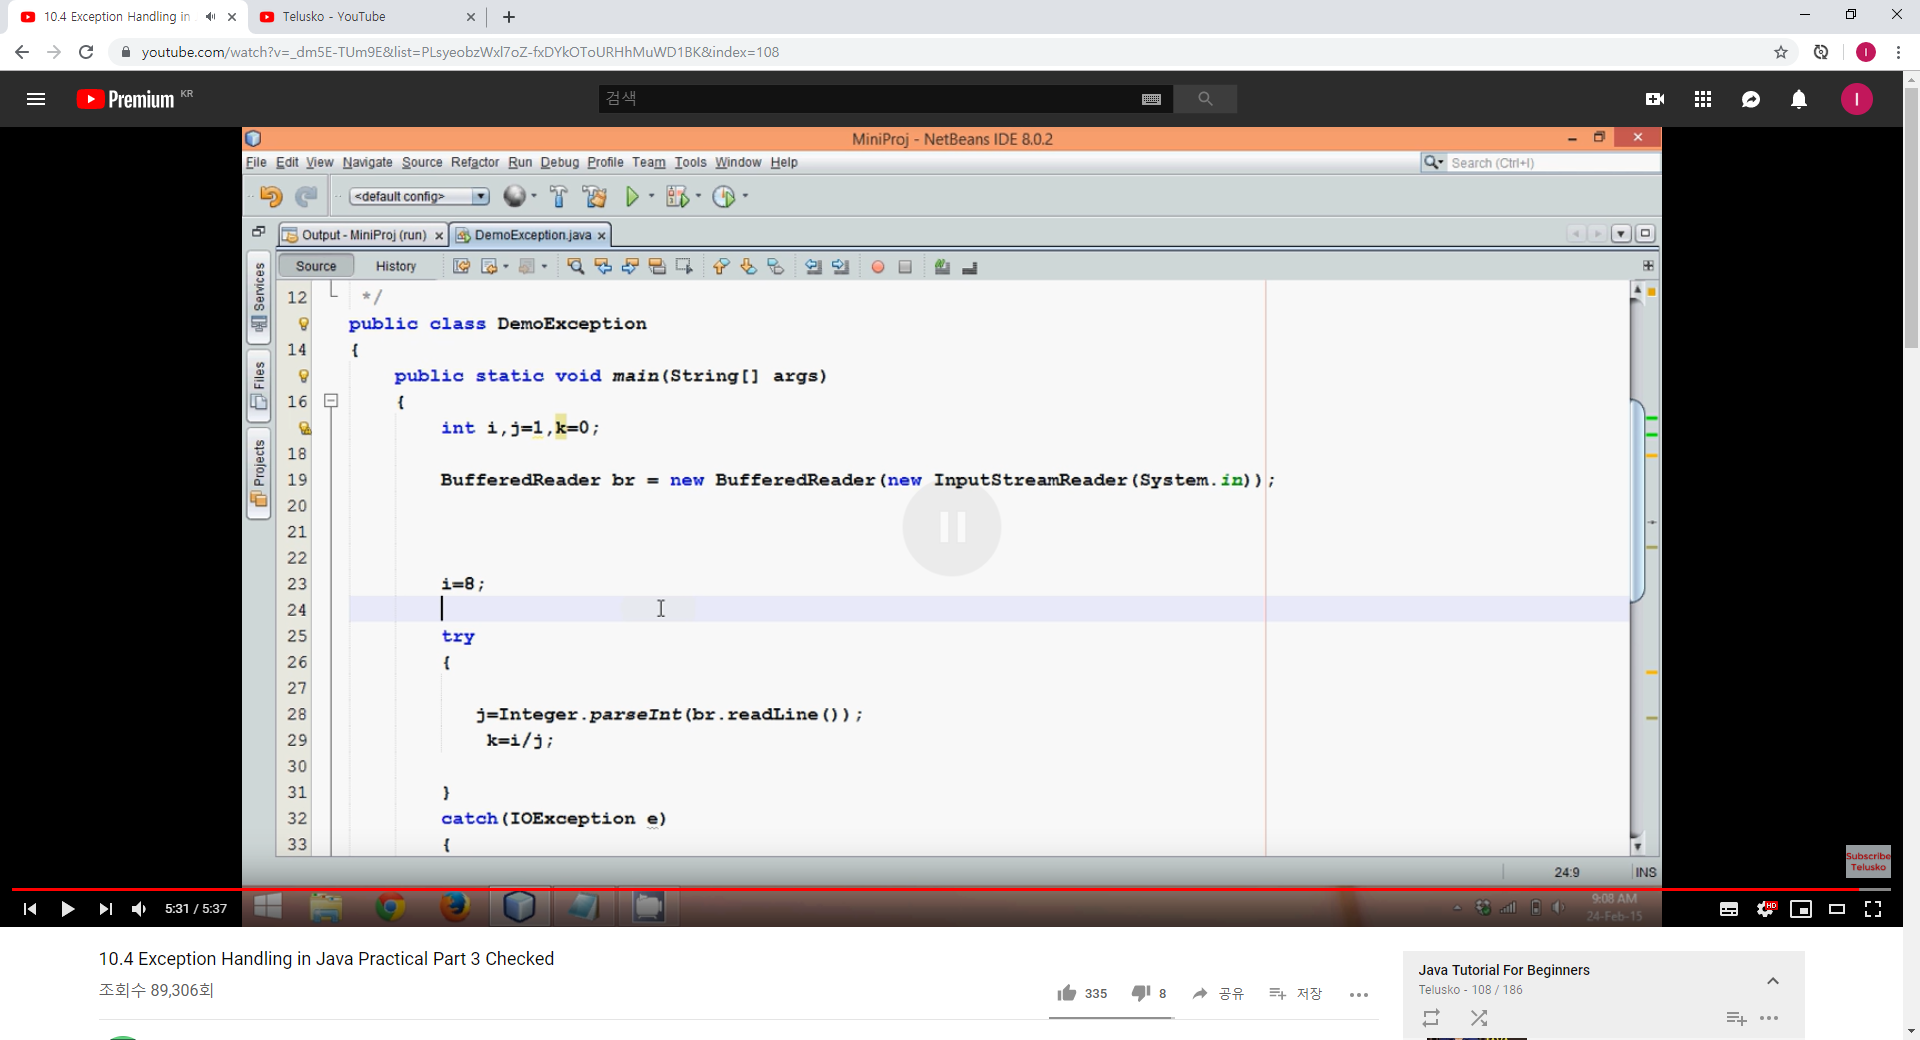 10.4 Exception Handling in
Telusko - YouTube
youtube.com/watch?v=_dm5E-TUm9E&list=PLsyeobzWxl7oZ-fxDYkOToURHhMuWD1BK&index=108
I
Premium KR
검색
I
MiniProj - NetBeans IDE 8.0.2
File Edit View Navigate Source Refactor Run Debug Profile Team Tools Window Help
Search (Ctrl+I)
<default config>
Output - MiniProj (run)
DemoException.java
Source History
Services
Files
Projects
12 */
public class DemoException
14 {
public static void main(String[] args)
16 {
int i,j=1,k=0;
18
19 BufferedReader br = new BufferedReader(new InputStreamReader(System.in));
20
21
22
23 i=8;
24
25 try
26 {
27
28 j=Integer.parseInt(br.readLine());
29 k=i/j;
30
31 }
32 catch(IOException e)
33 {
Subscribe
Telusko
24:9 INS
5:31 / 5:37
9:08 AM
24-Feb-15
HD
10.4 Exception Handling in Java Practical Part 3 Checked
조회수 89,306회
335
8
공유
저장
Java Tutorial For Beginners
Telusko - 108 / 186